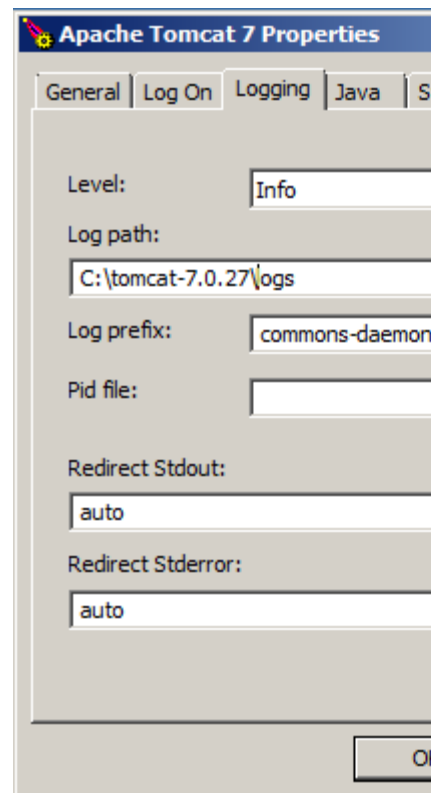 Apache Tomcat 7 Properties
General Log On Logging Java S
Level: Info
Log path:
C:\tomcat-7.0.27\logs
Log prefix: commons-daemon
Pid file:
Redirect Stdout:
auto
Redirect Stderror:
auto